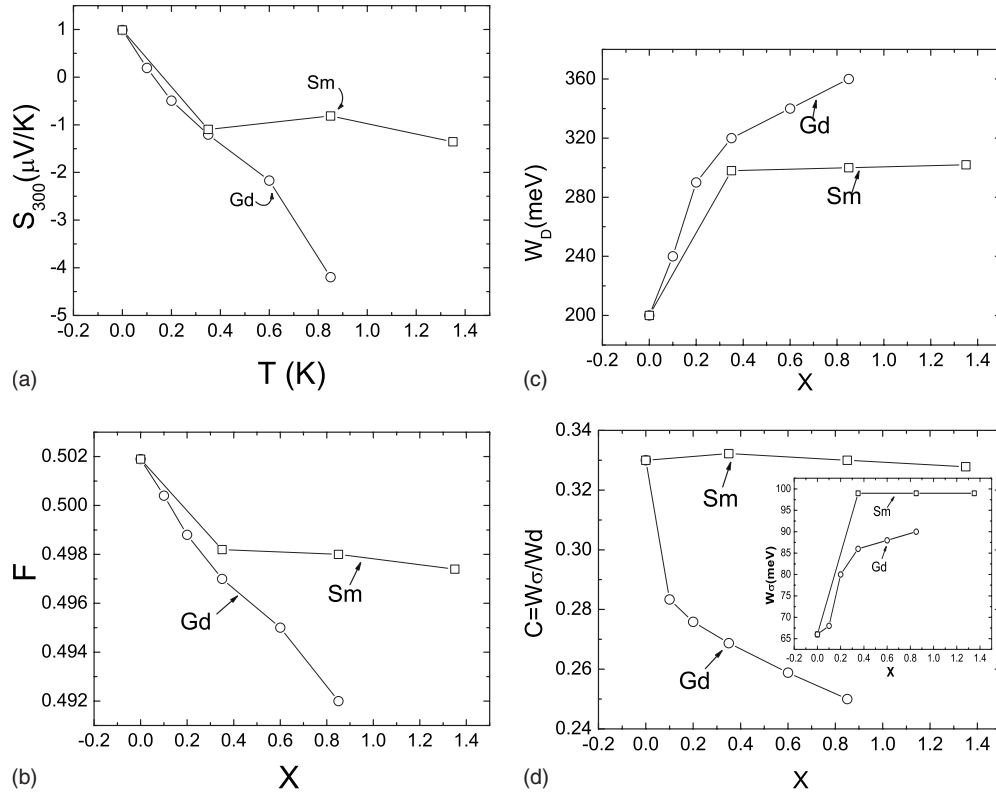 1
0
-1
-2
-3
-4
-5
S300(μV/K)
Sm
Gd
-0.2 0.0 0.2 0.4 0.6 0.8 1.0 1.2 1.4
T (K)
(a)
360
320
280
240
200
WD(meV)
Gd
Sm
-0.2 0.0 0.2 0.4 0.6 0.8 1.0 1.2 1.4
X
(c)
0.502
0.500
0.498
0.496
0.494
0.492
F
Gd
Sm
-0.2 0.0 0.2 0.4 0.6 0.8 1.0 1.2 1.4
X
(b)
0.34
0.32
0.30
0.28
0.26
0.24
C=Wσ/Wd
Sm
Gd
-0.2 0.0 0.2 0.4 0.6 0.8 1.0 1.2 1.4
X
(d)
100
95
90
85
80
75
70
65
Wσ(meV)
Sm
Gd
-0.2 0.0 0.2 0.4 0.6 0.8 1.0 1.2 1.4
X